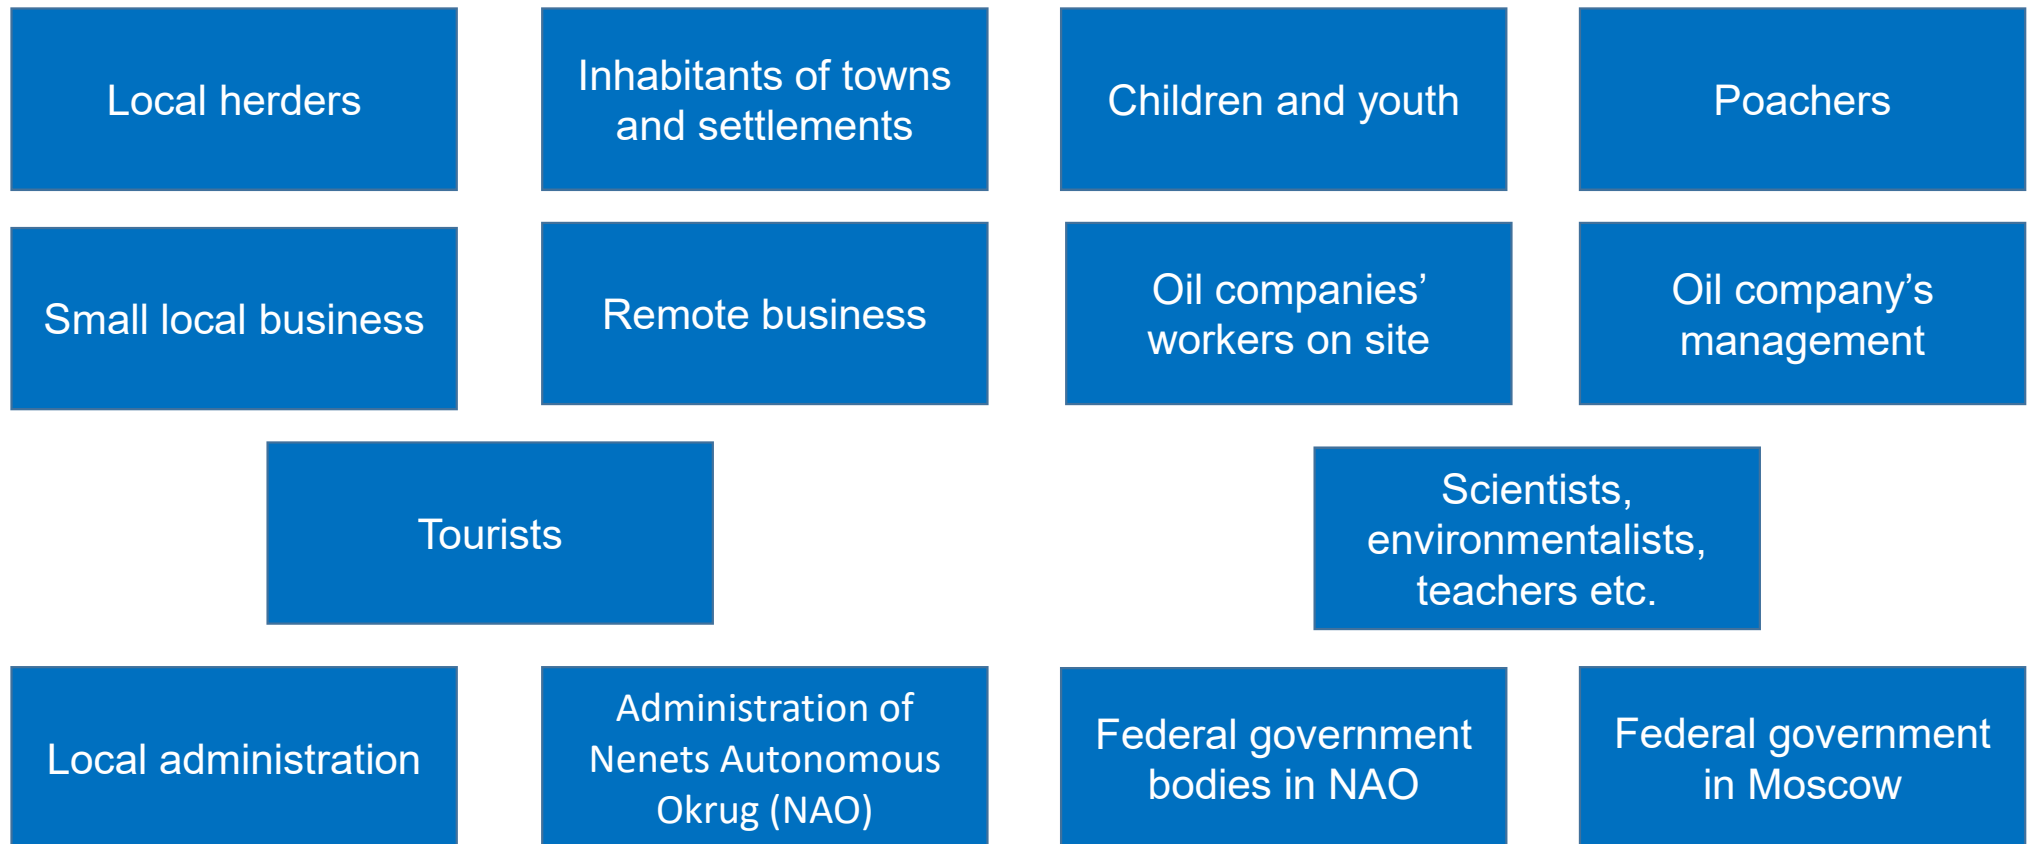 Local herders
Inhabitants of towns
and settlements
Children and youth
Poachers
Small local business
Remote business
Oil companies’
workers on site
Oil company’s
management
Tourists
Scientists,
environmentalists,
teachers etc.
Local administration
Administration of
Nenets Autonomous
Okrug (NAO)
Federal government
bodies in NAO
Federal government
in Moscow